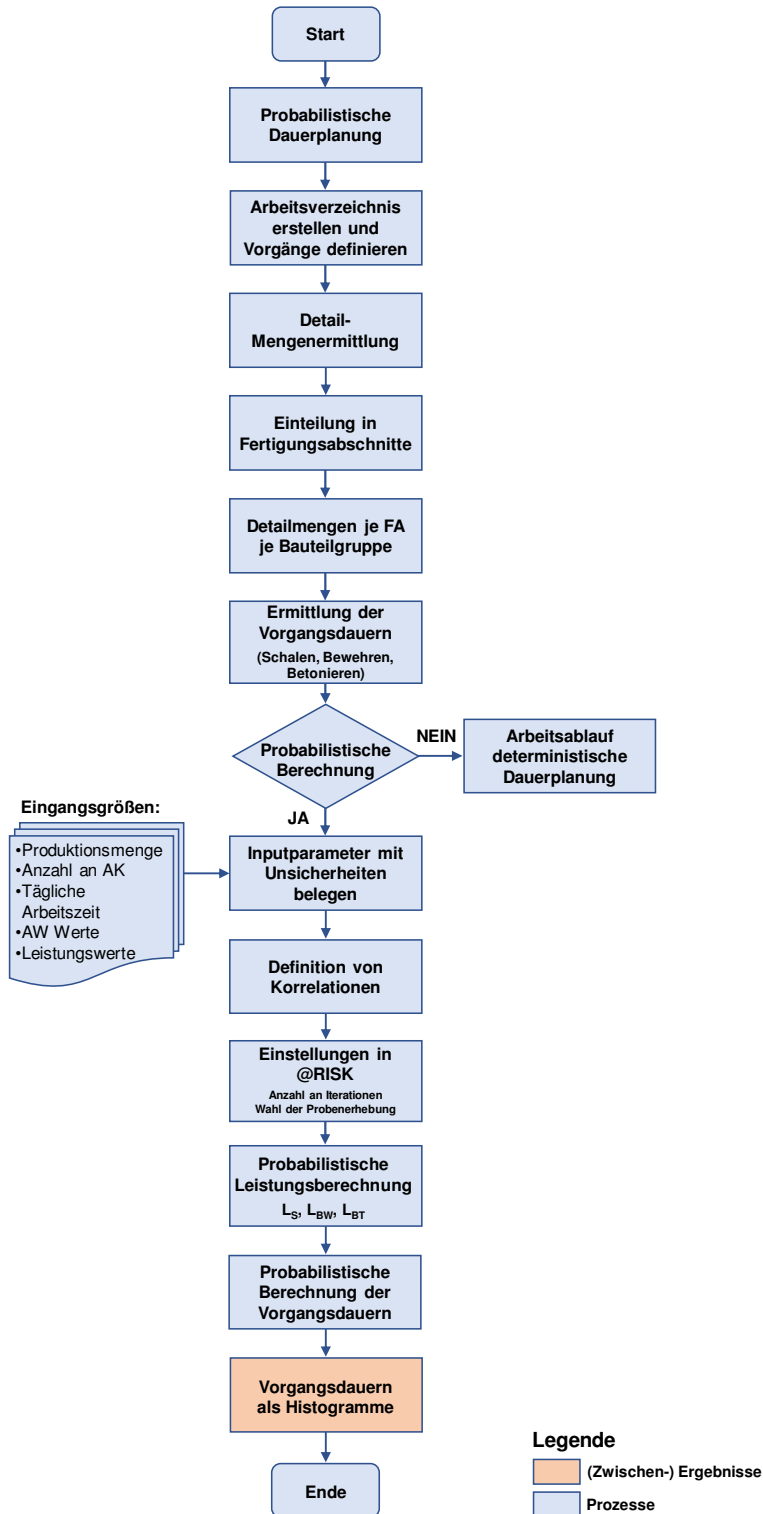 Start
Probabilistische
Dauerplanung
Arbeitsverzeichnis
erstellen und
Vorgänge definieren
Detail-
Mengenermittlung
Einteilung in
Fertigungsabschnitte
Detailmengen je FA
je Bauteilgruppe
Ermittlung der
Vorgangsdauern
(Schalen, Bewehren,
Betonieren)
Probabilistische
Berechnung
NEIN
Arbeitsablauf
deterministische
Dauerplanung
JA
Eingangsgrößen:
•Produktionsmenge
•Anzahl an AK
•Tägliche
Arbeitszeit
•AW Werte
•Leistungswerte
Inputparameter mit
Unsicherheiten
belegen
Definition von
Korrelationen
Einstellungen in
@RISK
Anzahl an Iterationen
Wahl der Probenerhebung
Probabilistische
Leistungsberechnung
L_S, L_BW, L_BT
Probabilistische
Berechnung der
Vorgangsdauern
Vorgangsdauern
als Histogramme
Ende
Legende
(Zwischen-) Ergebnisse
Prozesse